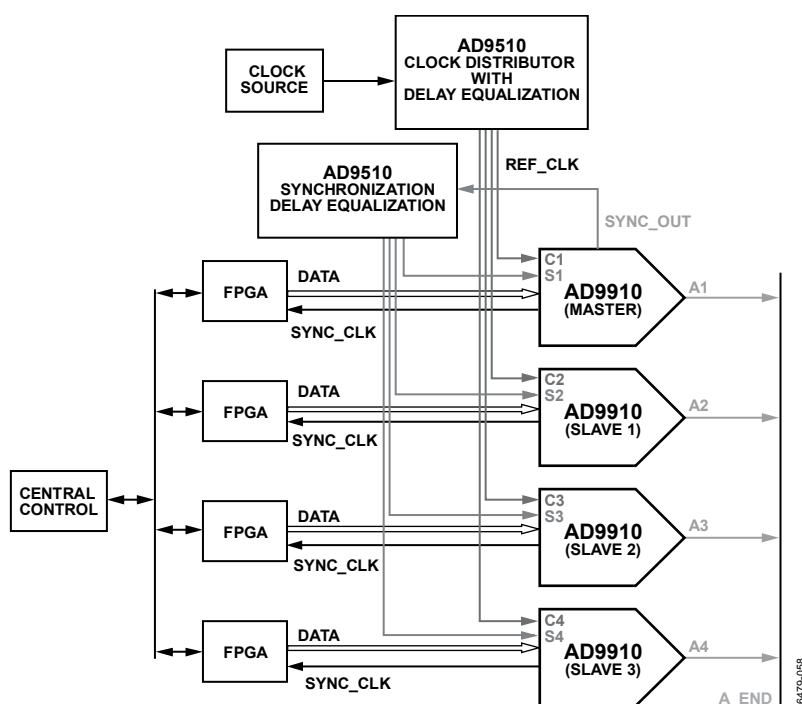 AD9510
CLOCK DISTRIBUTOR
WITH
DELAY EQUALIZATION
CLOCK
SOURCE
AD9510
SYNCHRONIZATION
DELAY EQUALIZATION
REF_CLK
SYNC_OUT
C1
S1
AD9910
(MASTER)
A1
FPGA
DATA
SYNC_CLK
C2
S2
AD9910
(SLAVE 1)
A2
FPGA
DATA
SYNC_CLK
CENTRAL
CONTROL
C3
S3
AD9910
(SLAVE 2)
A3
FPGA
DATA
SYNC_CLK
C4
S4
AD9910
(SLAVE 3)
A4
FPGA
DATA
SYNC_CLK
A_END
6479-058